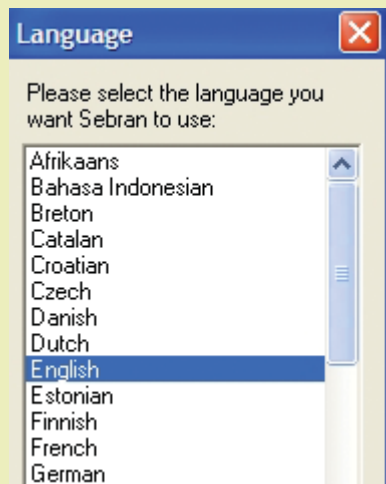 Language
Please select the language you
want Sebran to use:
Afrikaans
Bahasa Indonesian
Breton
Catalan
Croatian
Czech
Danish
Dutch
English
Estonian
Finnish
French
German